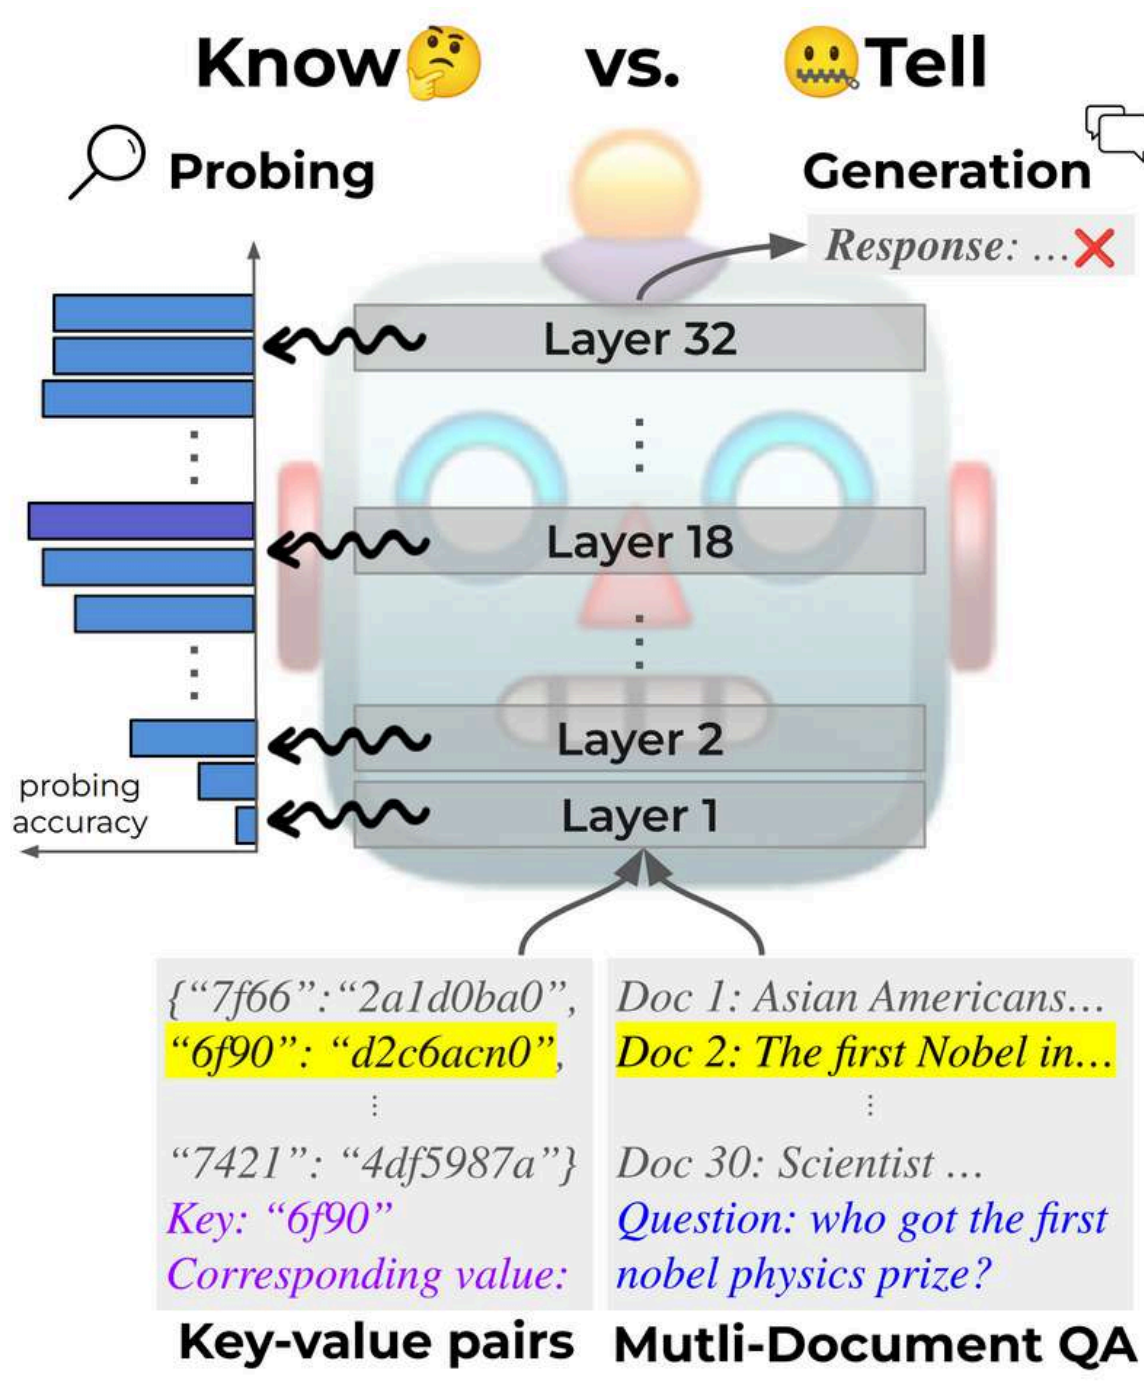 Know🤔 vs. 🤐Tell
Probing
Generation
Response: ...❌
Layer 32
Layer 18
Layer 2
Layer 1
probing
accuracy
{“7f66”:“2a1d0ba0”,
“6f90”: “d2c6acn0”,
⋮
“7421”: “4df5987a”}
Key: “6f90”
Corresponding value:
Key-value pairs
Doc 1: Asian Americans...
Doc 2: The first Nobel in...
⋮
Doc 30: Scientist ...
Question: who got the first
nobel physics prize?
Mutli-Document QA